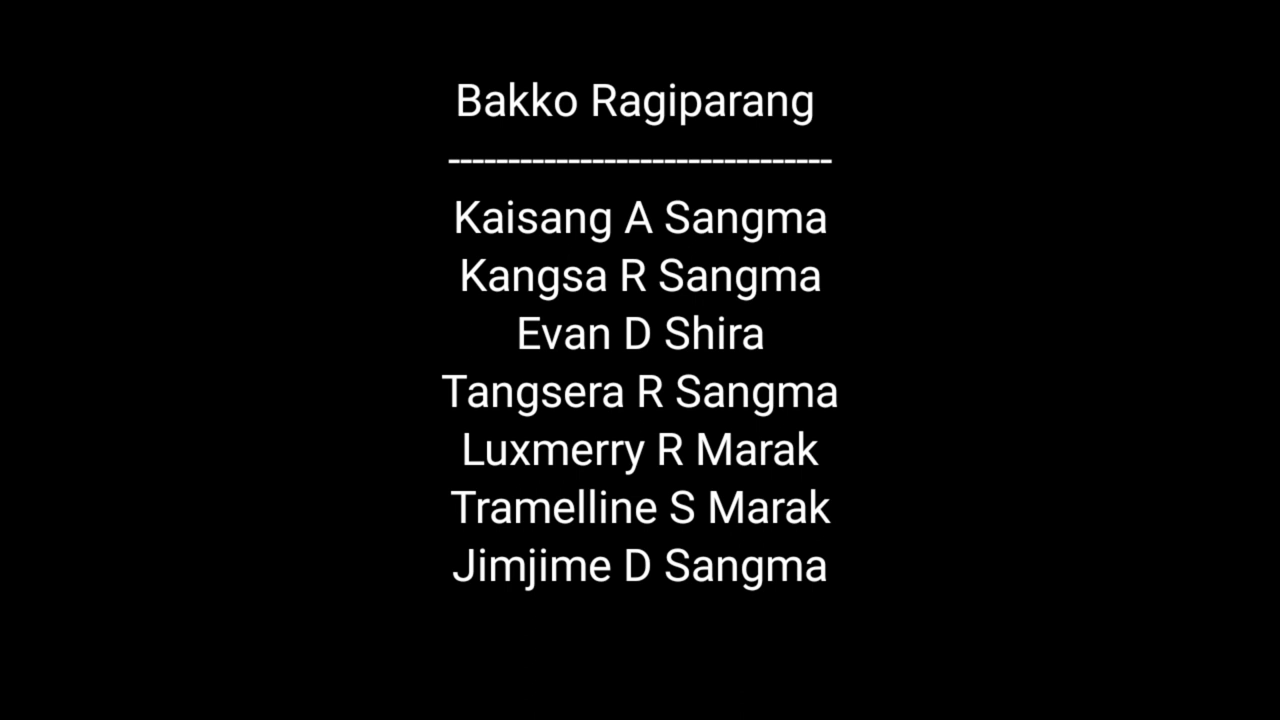 Bakko Ragiparang
--------------------------------
Kaisang A Sangma
Kangsa R Sangma
Evan D Shira
Tangsera R Sangma
Luxmerry R Marak
Tramelline S Marak
Jimjime D Sangma